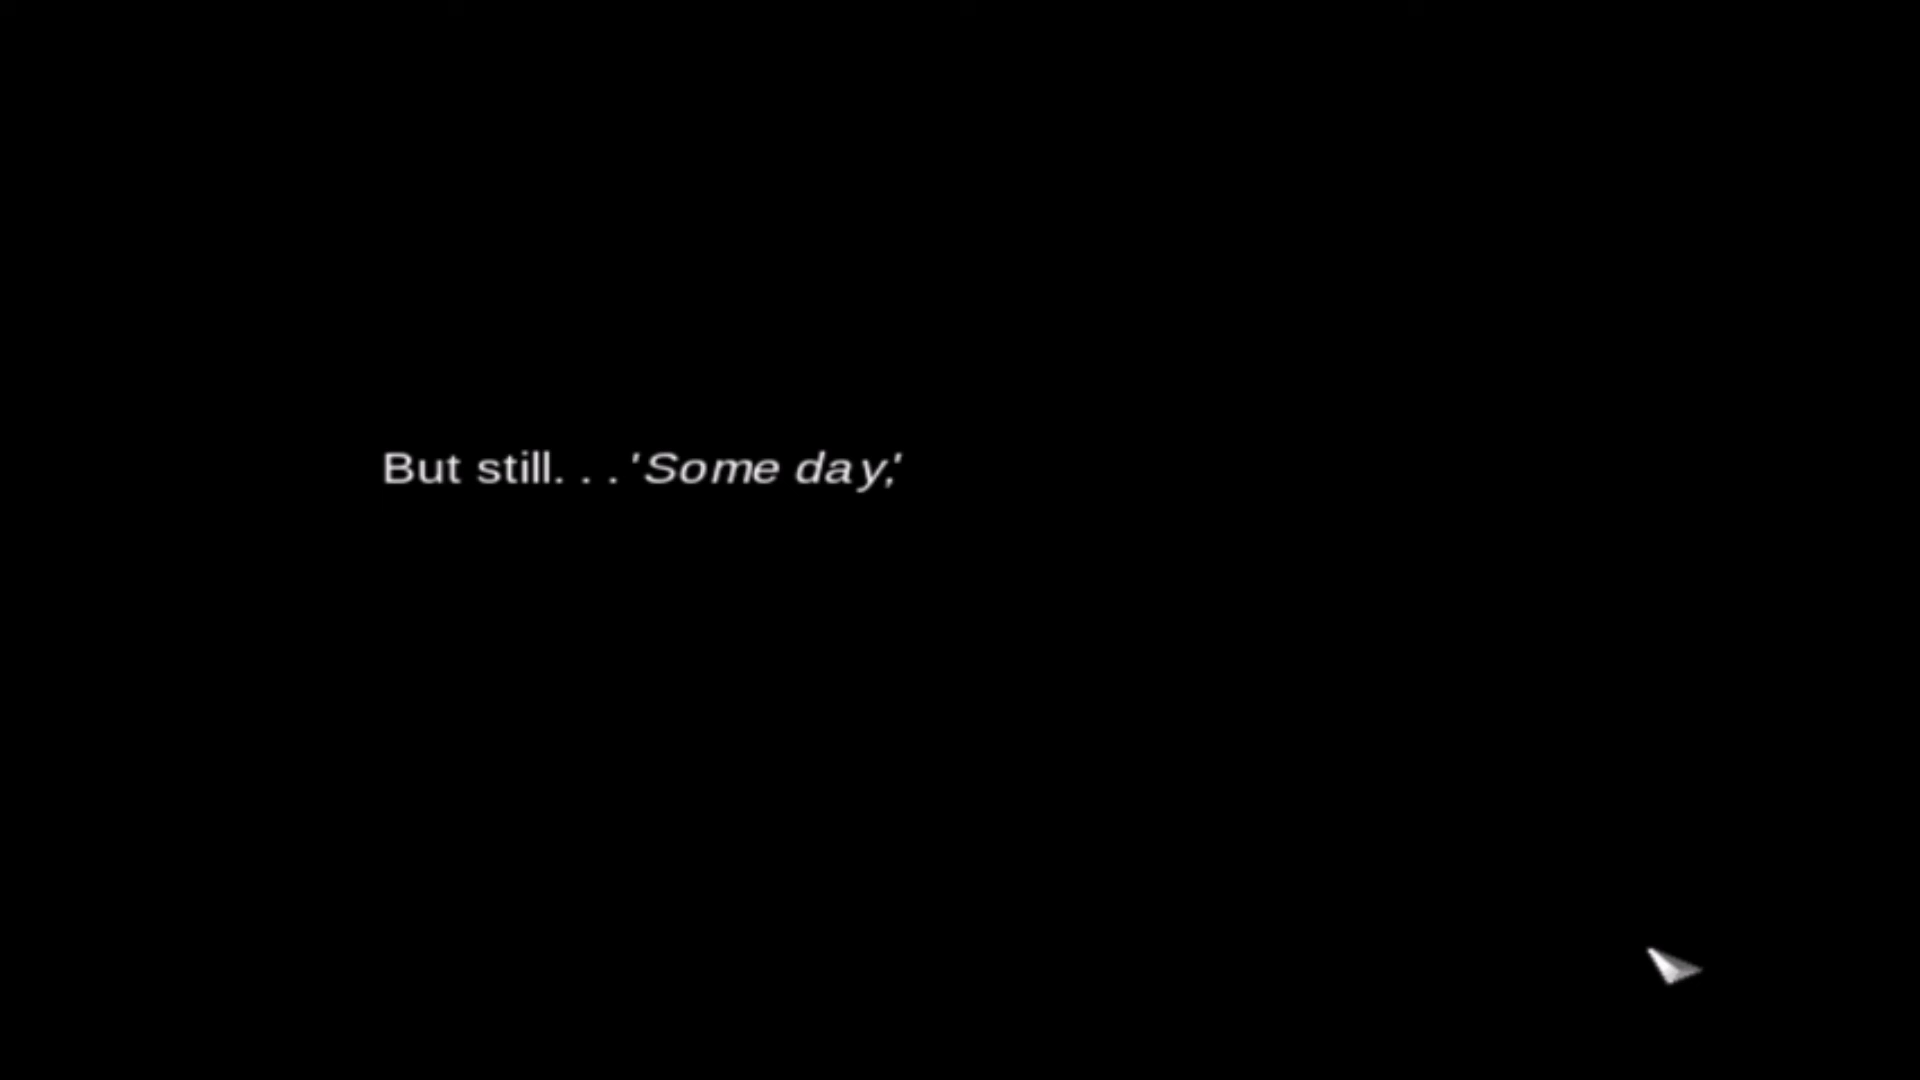 But still. . . 'Some day,'